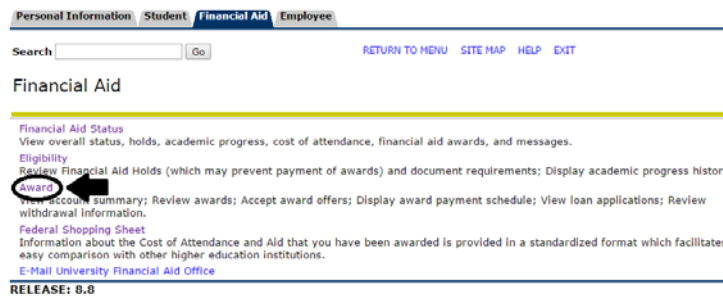 Personal Information Student Financial Aid Employee
Search Go RETURN TO MENU SITE MAP HELP EXIT
Financial Aid
Financial Aid Status
View overall status, holds, academic progress, cost of attendance, financial aid awards, and messages.
Eligibility
Review Financial Aid Holds (which may prevent payment of awards) and document requirements; Display academic progress histor
Award
View account summary; Review awards; Accept award offers; Display award payment schedule; View loan applications; Review
withdrawal information.
Federal Shopping Sheet
Information about the Cost of Attendance and Aid that you have been awarded is provided in a standardized format which facilitates
easy comparison with other higher education institutions.
E-Mail University Financial Aid Office
RELEASE: 8.8